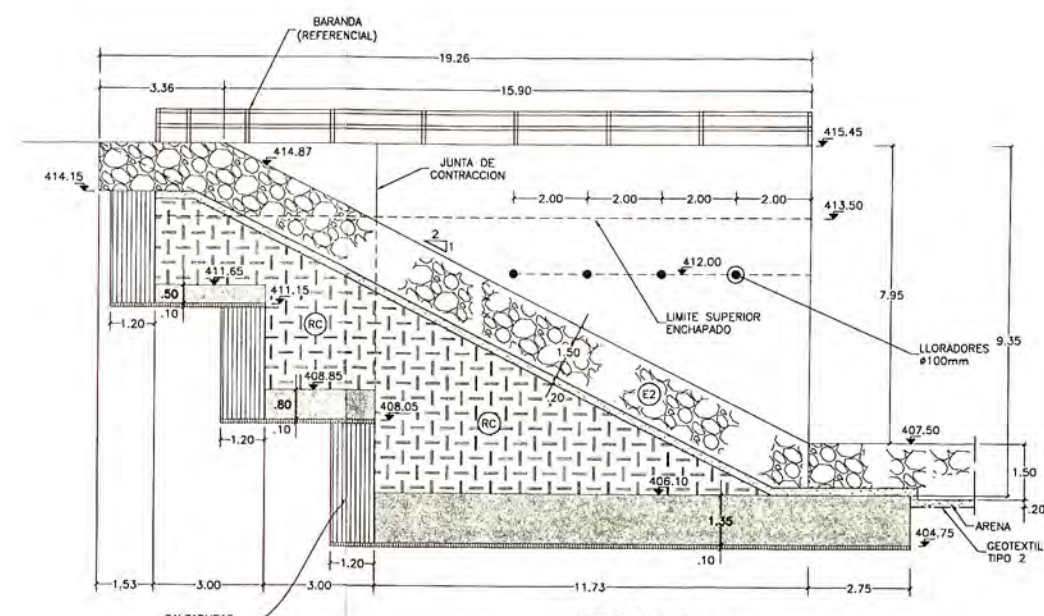 BARANDA
(REFERENCIAL)
19.26
3.36
15.90
415.45
414.87
JUNTA DE
CONTRACCION
414.15
2.00
2.00
2.00
2.00
413.50
2
1
412.00
411.65
411.15
.50
.10
LIMITE SUPERIOR
ENCHAPADO
7.95
9.35
1.20
RC
1.50
LLORADORES
ø100mm
408.85
.20
E2
.80
408.05
RC
407.50
.10
1.20
406.10
1.50
1.35
.20
ARENA
404.75
GEOTEXTIL
TIPO 2
1.20
.10
1.53
3.00
3.00
11.73
2.75